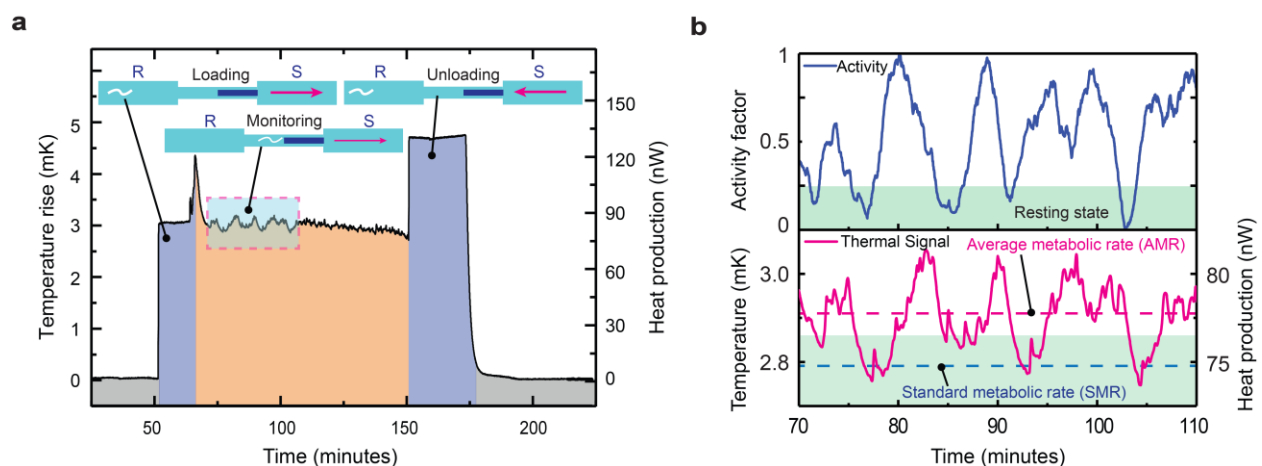 a
R Loading S
R Unloading S
R Monitoring S
Temperature rise (mK)
5
4
3
2
1
0
150
120
90
60
30
0
Heat production (nW)
50 100 150 200
Time (minutes)
b
Activity
Activity factor
1
0.5
0
Resting state
Thermal Signal
Average metabolic rate (AMR)
Standard metabolic rate (SMR)
Temperature (mK)
3.0
2.8
80
75
Heat production (nW)
70 80 90 100 110
Time (minutes)